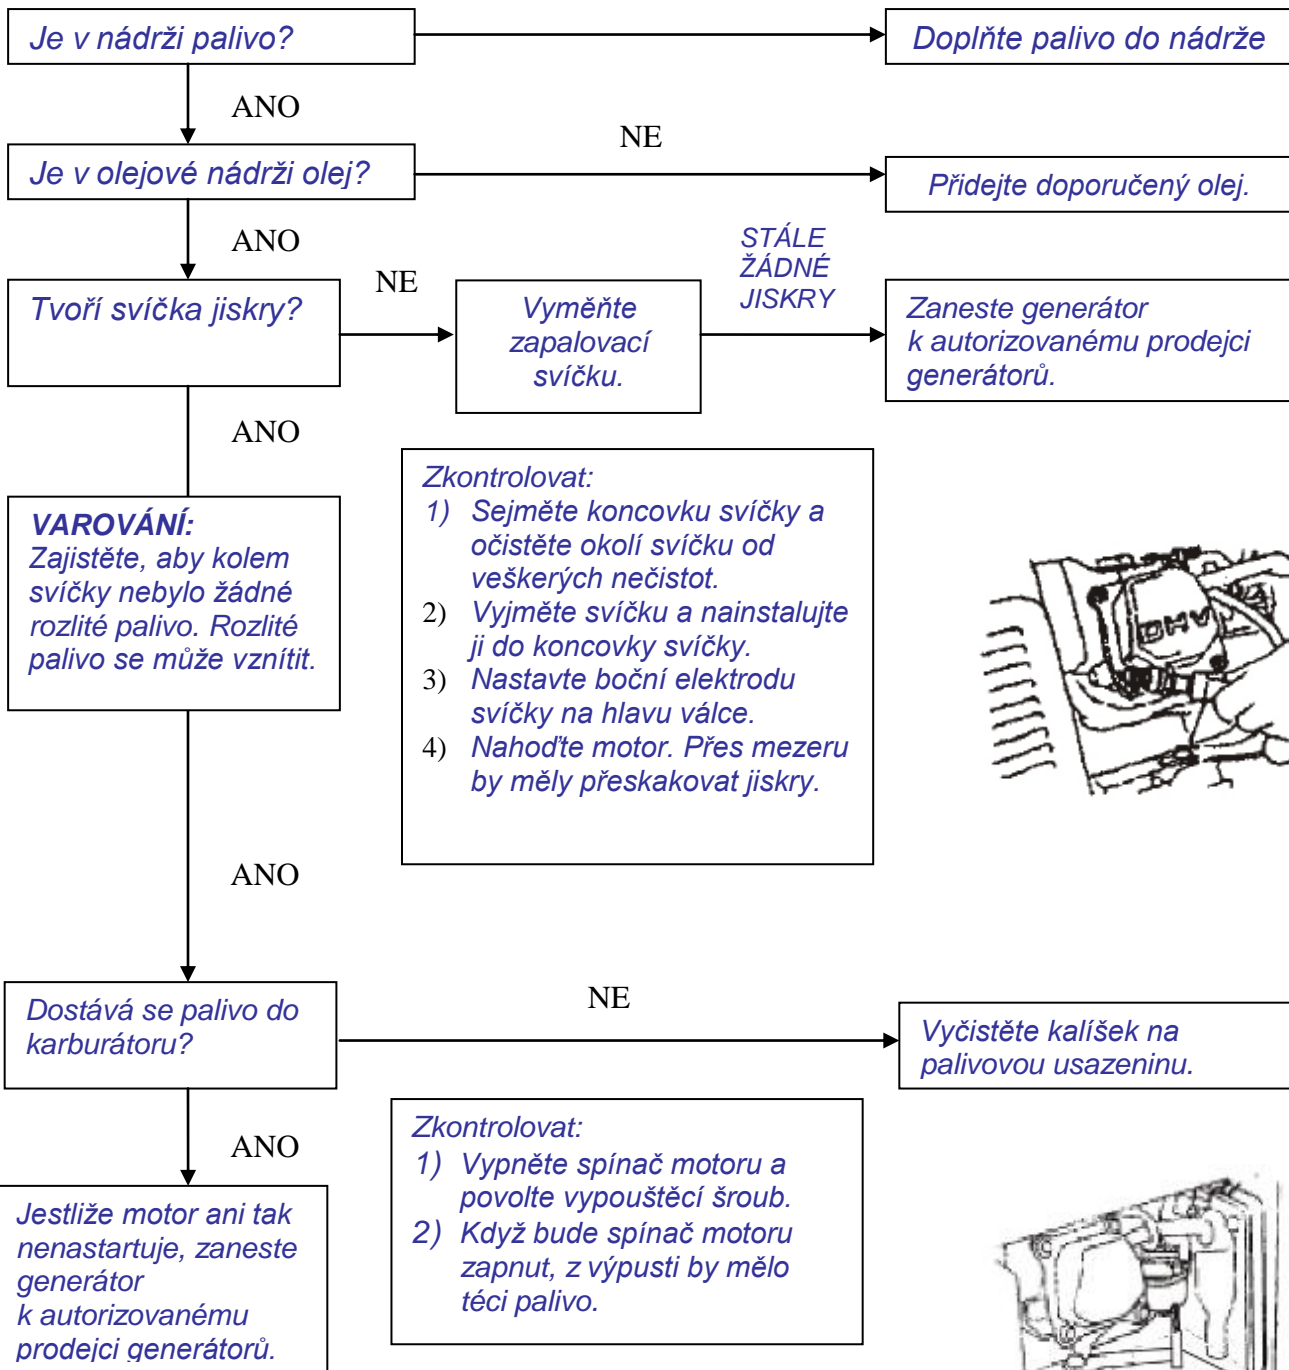 Je v nádrži palivo?
Doplňte palivo do nádrže
ANO
NE
Je v olejové nádrži olej?
Přidejte doporučený olej.
ANO
NE
STÁLE
ŽÁDNÉ
JISKRY
Tvoří svíčka jiskry?
Vyměňte
zapalovací
svíčku.
Zaneste generátor
k autorizovanému prodejci
generátorů.
ANO
VAROVÁNÍ:
Zajistěte, aby kolem
svíčky nebylo žádné
rozlité palivo. Rozlité
palivo se může vznítit.
Zkontrolovat:
1) Sejměte koncovku svíčky a
očistěte okolí svíčku od
veškerých nečistot.
2) Vyjměte svíčku a nainstalujte
ji do koncovky svíčky.
3) Nastavte boční elektrodu
svíčky na hlavu válce.
4) Nahoďte motor. Přes mezeru
by měly přeskakovat jiskry.
OHV
ANO
Dostává se palivo do
karburátoru?
NE
Vyčistěte kalíšek na
palivovou usazeninu.
ANO
Zkontrolovat:
1) Vypněte spínač motoru a
povolte vypouštěcí šroub.
2) Když bude spínač motoru
zapnut, z výpusti by mělo
téci palivo.
Jestliže motor ani tak
nenastartuje, zaneste
generátor
k autorizovanému
prodejci generátorů.